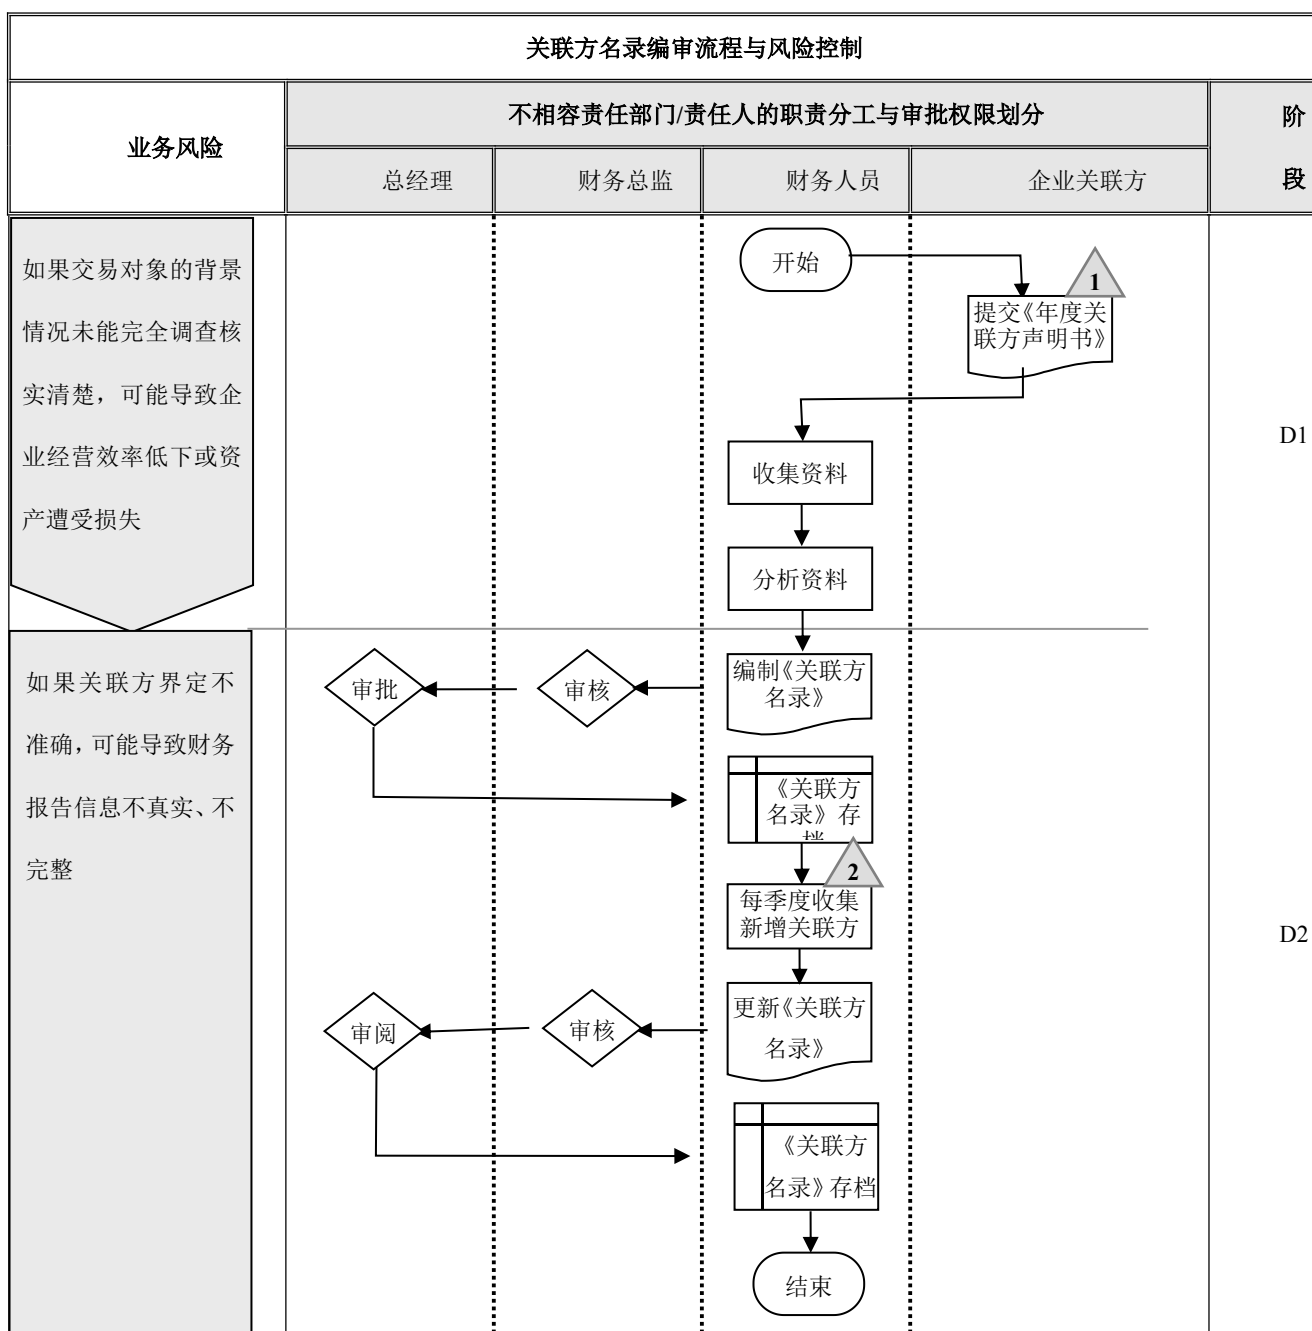 关联方名录编审流程与风险控制
业务风险
不相容责任部门/责任人的职责分工与审批权限划分
阶
段
总经理
财务总监
财务人员
企业关联方
如果交易对象的背景
情况未能完全调查核
实清楚，可能导致企
业经营效率低下或资
产遭受损失
开始
1
提交《年度关
联方声明书》
D1
收集资料
分析资料
如果关联方界定不
准确，可能导致财务
报告信息不真实、不
完整
审批
审核
编制《关联方
名录》
《关联方
名录》存
档
2
每季度收集
新增关联方
D2
审阅
审核
更新《关联方
名录》
《关联方
名录》存档
结束